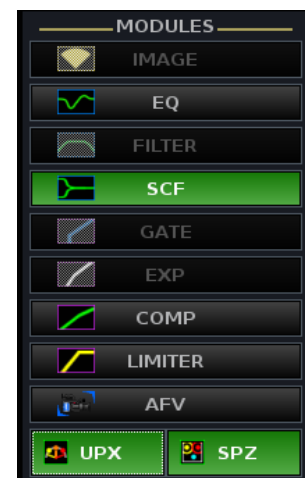 MODULES
IMAGE
EQ
FILTER
SCF
GATE
EXP
COMP
LIMITER
AFV
UPX SPZ